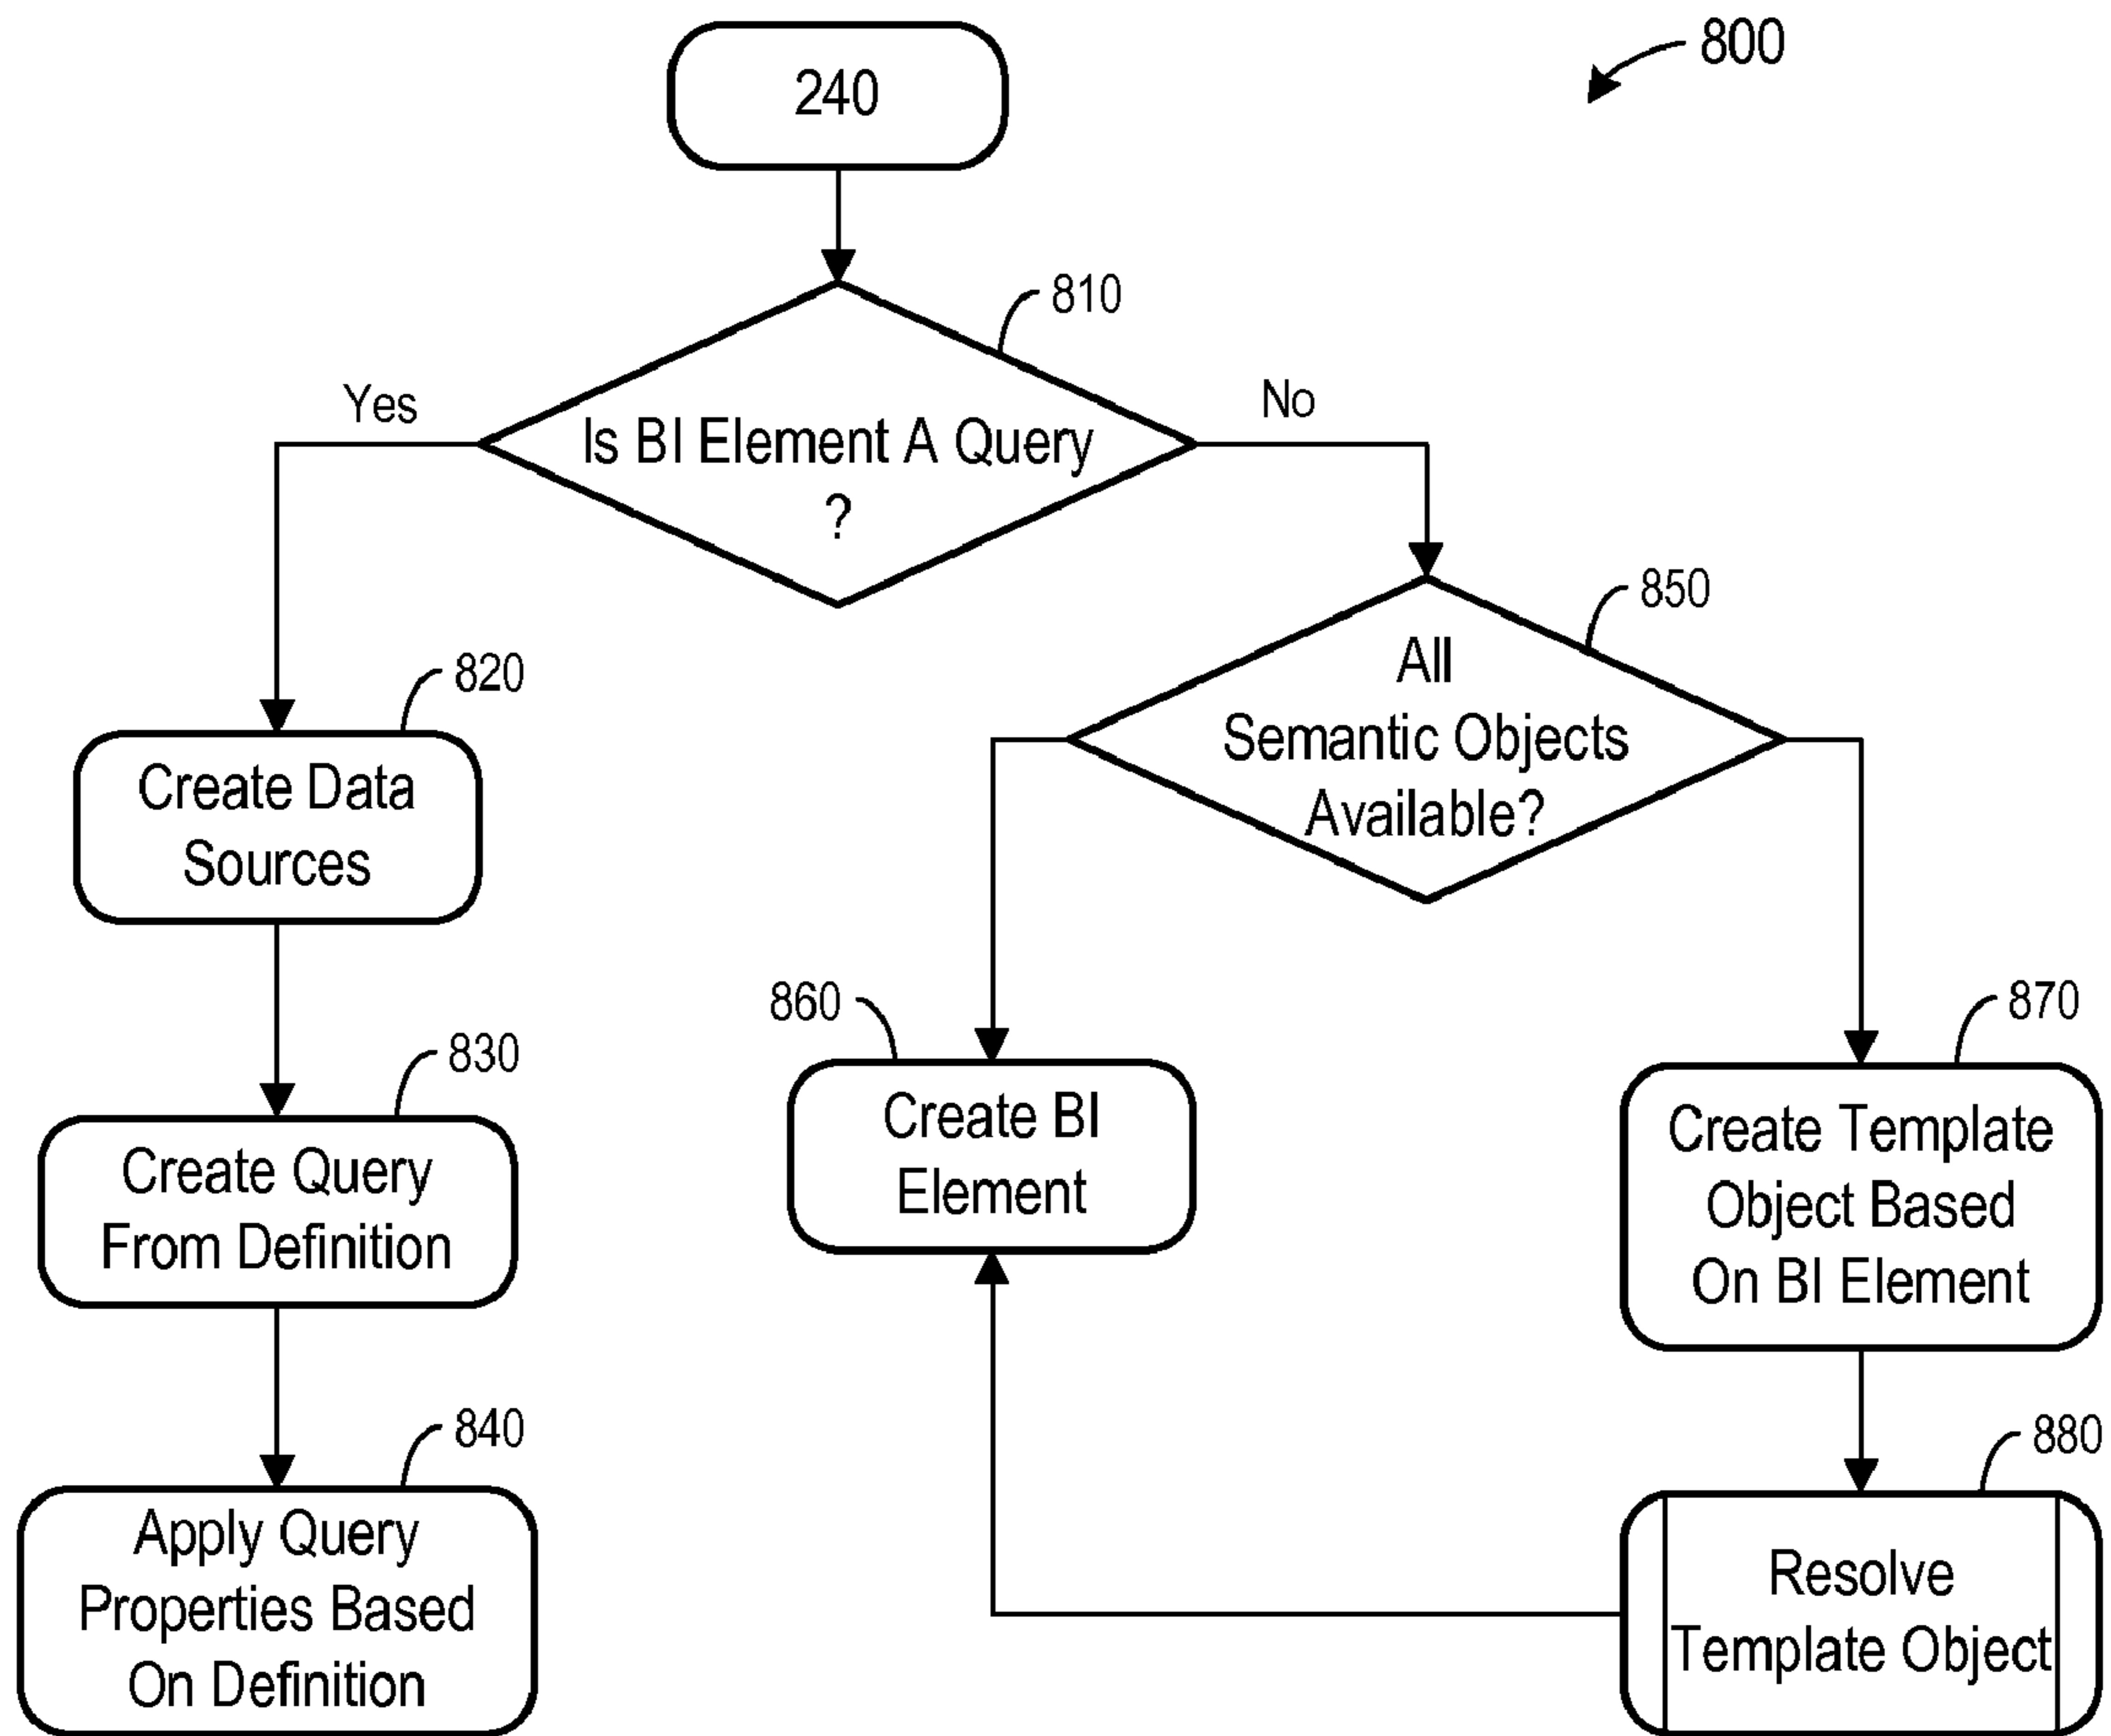 800
240
810
Yes
No
Is BI Element A Query
?
850
All
Semantic Objects
Available?
820
Create Data
Sources
830
Create Query
From Definition
840
Apply Query
Properties Based
On Definition
860
Create BI
Element
870
Create Template
Object Based
On BI Element
880
Resolve
Template Object